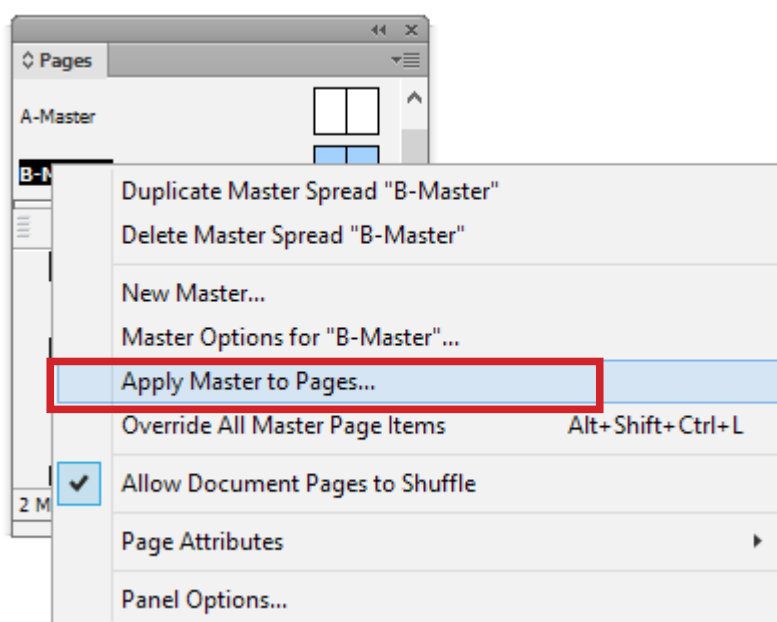 Pages
A-Master
B-M
Duplicate Master Spread "B-Master"
Delete Master Spread "B-Master"
New Master...
Master Options for "B-Master"...
Apply Master to Pages...
Override All Master Page Items Alt+Shift+Ctrl+L
Allow Document Pages to Shuffle
2 M
Page Attributes
Panel Options...